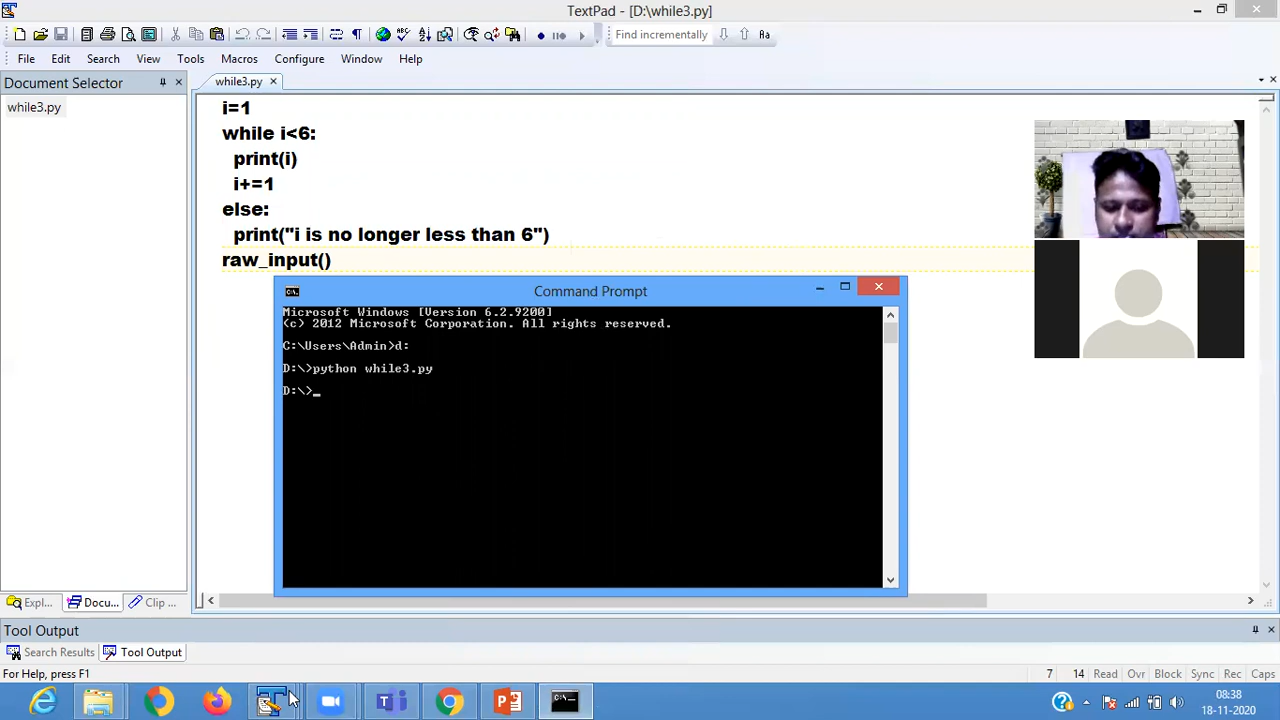 TextPad - [D:\while3.py]
Find incrementally
File Edit Search View Tools Macros Configure Window Help
Document Selector
while3.py
while3.py
i=1
while i<6:
print(i)
i+=1
else:
print("i is no longer less than 6")
raw_input()
Command Prompt
Microsoft Windows [Version 6.2.9200]
(c) 2012 Microsoft Corporation. All rights reserved.
C:\Users\Admin>d:
D:\>python while3.py
D:\>_
Expl... Docu... Clip ...
Tool Output
Search Results Tool Output
For Help, press F1
7 14 Read Ovr Block Sync Rec Caps
08:38
18-11-2020